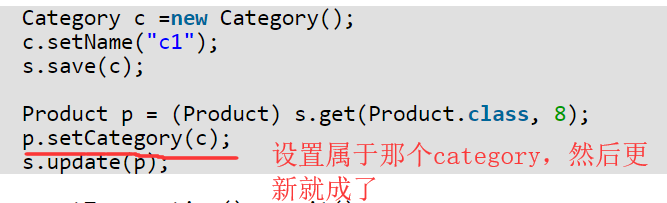 Category c =new Category();
c.setName("c1");
s.save(c);
Product p = (Product) s.get(Product.class, 8);
p.setCategory(c);
s.update(p);
设置属于那个category，然后更
新就成了